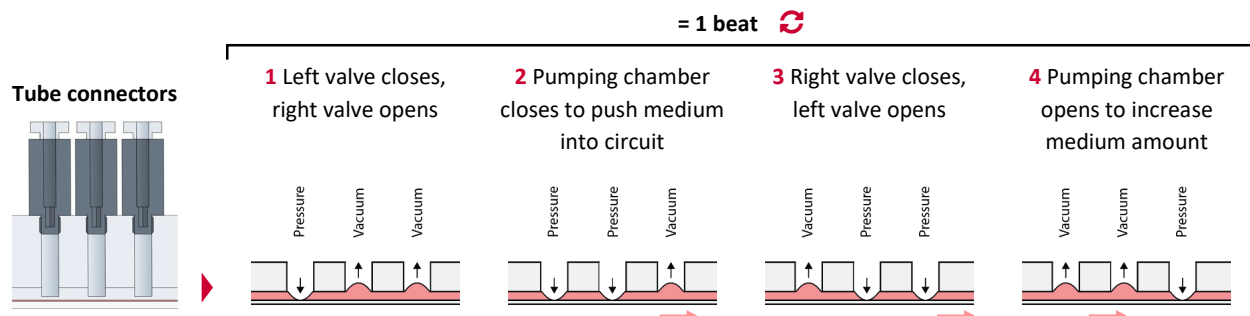 = 1 beat
Tube connectors
1 Left valve closes,
right valve opens
2 Pumping chamber
closes to push medium
into circuit
3 Right valve closes,
left valve opens
4 Pumping chamber
opens to increase
medium amount
Pressure
Vacuum
Vacuum
Pressure
Pressure
Vacuum
Vacuum
Pressure
Pressure
Vacuum
Vacuum
Pressure